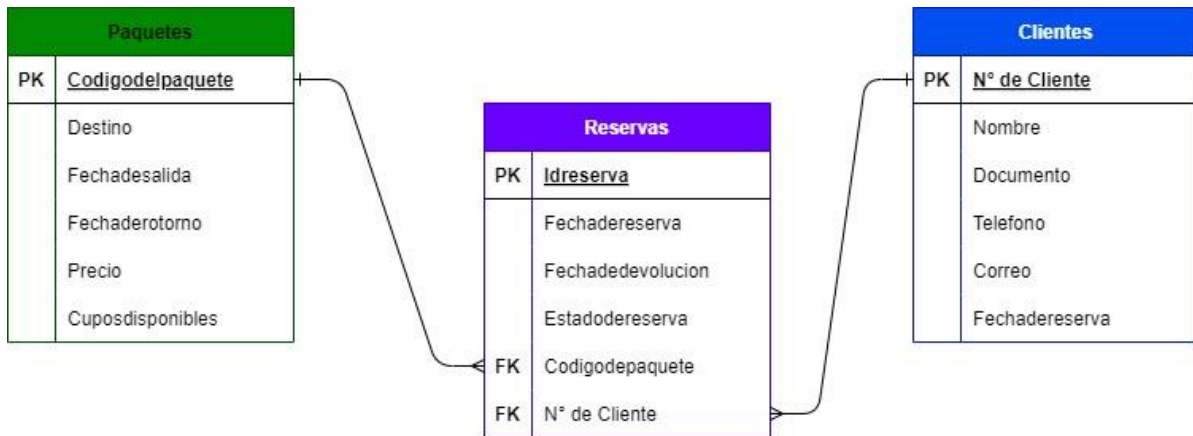 Paquetes
PK Codigodelpaquete
Destino
Fechadesalida
Fechaderotorno
Precio
Cuposdisponibles
Reservas
PK Idreserva
Fechadereserva
Fechadedevolucion
Estadodereserva
FK Codigodepaquete
FK N° de Cliente
Clientes
PK N° de Cliente
Nombre
Documento
Telefono
Correo
Fechadereserva